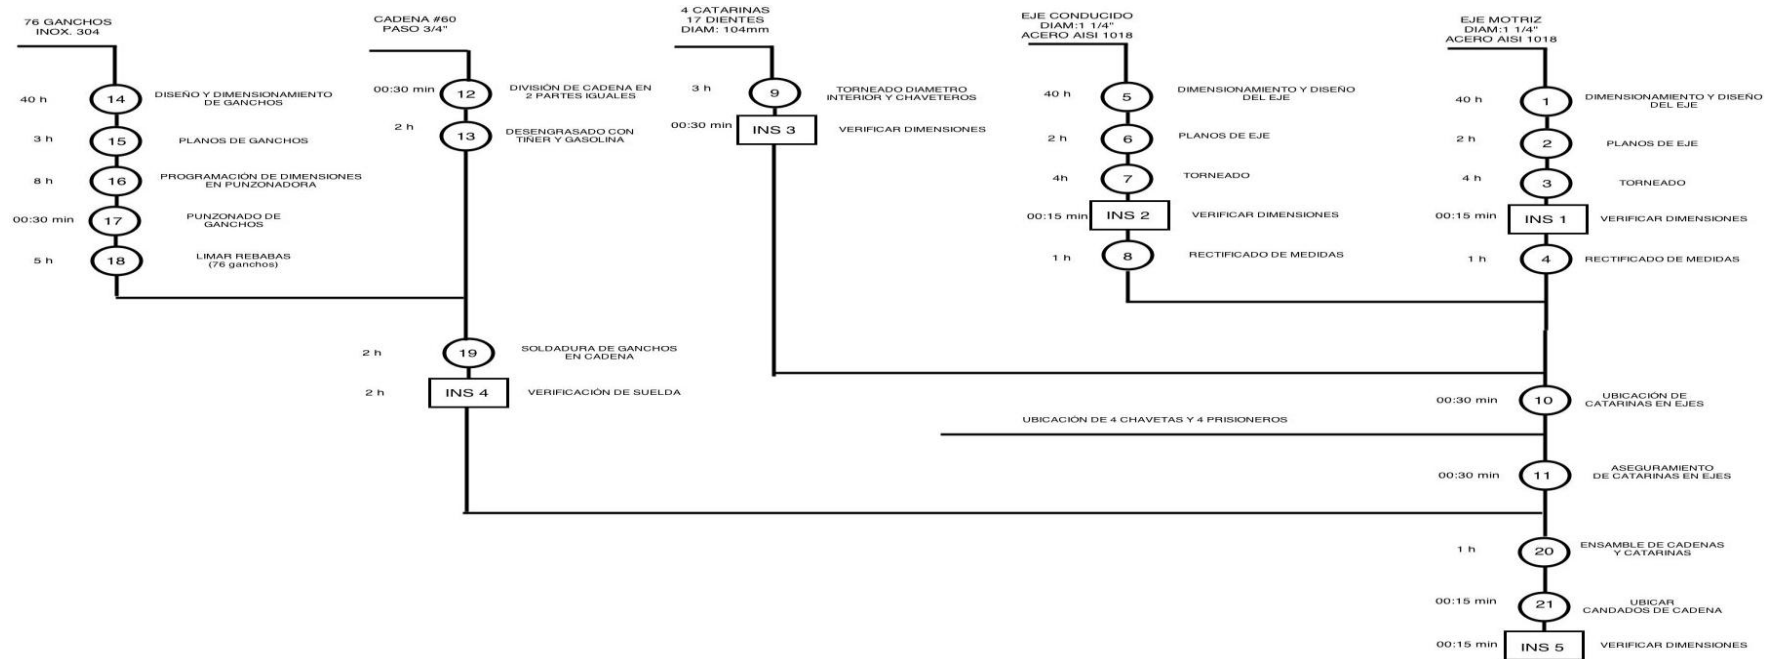 76 GANCHOS
INOX. 304
40 h
14
DISEÑO Y DIMENSIONAMIENTO
DE GANCHOS
3 h
15
PLANOS DE GANCHOS
8 h
16
PROGRAMACIÓN DE DIMENSIONES
EN PUNZONADORA
00:30 min
17
PUNZONADO DE
GANCHOS
5 h
18
LIMAR REBABAS
(76 ganchos)
CADENA #60
PASO 3/4"
00:30 min
12
DIVISIÓN DE CADENA EN
2 PARTES IGUALES
2 h
13
DESENGRASADO CON
TIÑER Y GASOLINA
2 h
19
SOLDADURA DE GANCHOS
EN CADENA
2 h
INS 4
VERIFICACIÓN DE SUELDA
4 CATARINAS
17 DIENTES
DIAM: 104mm
3 h
9
TORNEADO DIAMETRO
INTERIOR Y CHAVETEROS
00:30 min
INS 3
VERIFICAR DIMENSIONES
EJE CONDUCIDO
DIAM:1 1/4"
ACERO AISI 1018
40 h
5
DIMENSIONAMIENTO Y DISEÑO
DEL EJE
2 h
6
PLANOS DE EJE
4h
7
TORNEADO
00:15 min
INS 2
VERIFICAR DIMENSIONES
1 h
8
RECTIFICADO DE MEDIDAS
EJE MOTRIZ
DIAM:1 1/4"
ACERO AISI 1018
40 h
1
DIMENSIONAMIENTO Y DISEÑO
DEL EJE
2 h
2
PLANOS DE EJE
4 h
3
TORNEADO
00:15 min
INS 1
VERIFICAR DIMENSIONES
1 h
4
RECTIFICADO DE MEDIDAS
00:30 min
10
UBICACIÓN DE
CATARINAS EN EJES
UBICACIÓN DE 4 CHAVETAS Y 4 PRISIONEROS
00:30 min
11
ASEGURAMIENTO
DE CATARINAS EN EJES
1 h
20
ENSAMBLE DE CADENAS
Y CATARINAS
00:15 min
21
UBICAR
CANDADOS DE CADENA
00:15 min
INS 5
VERIFICAR DIMENSIONES